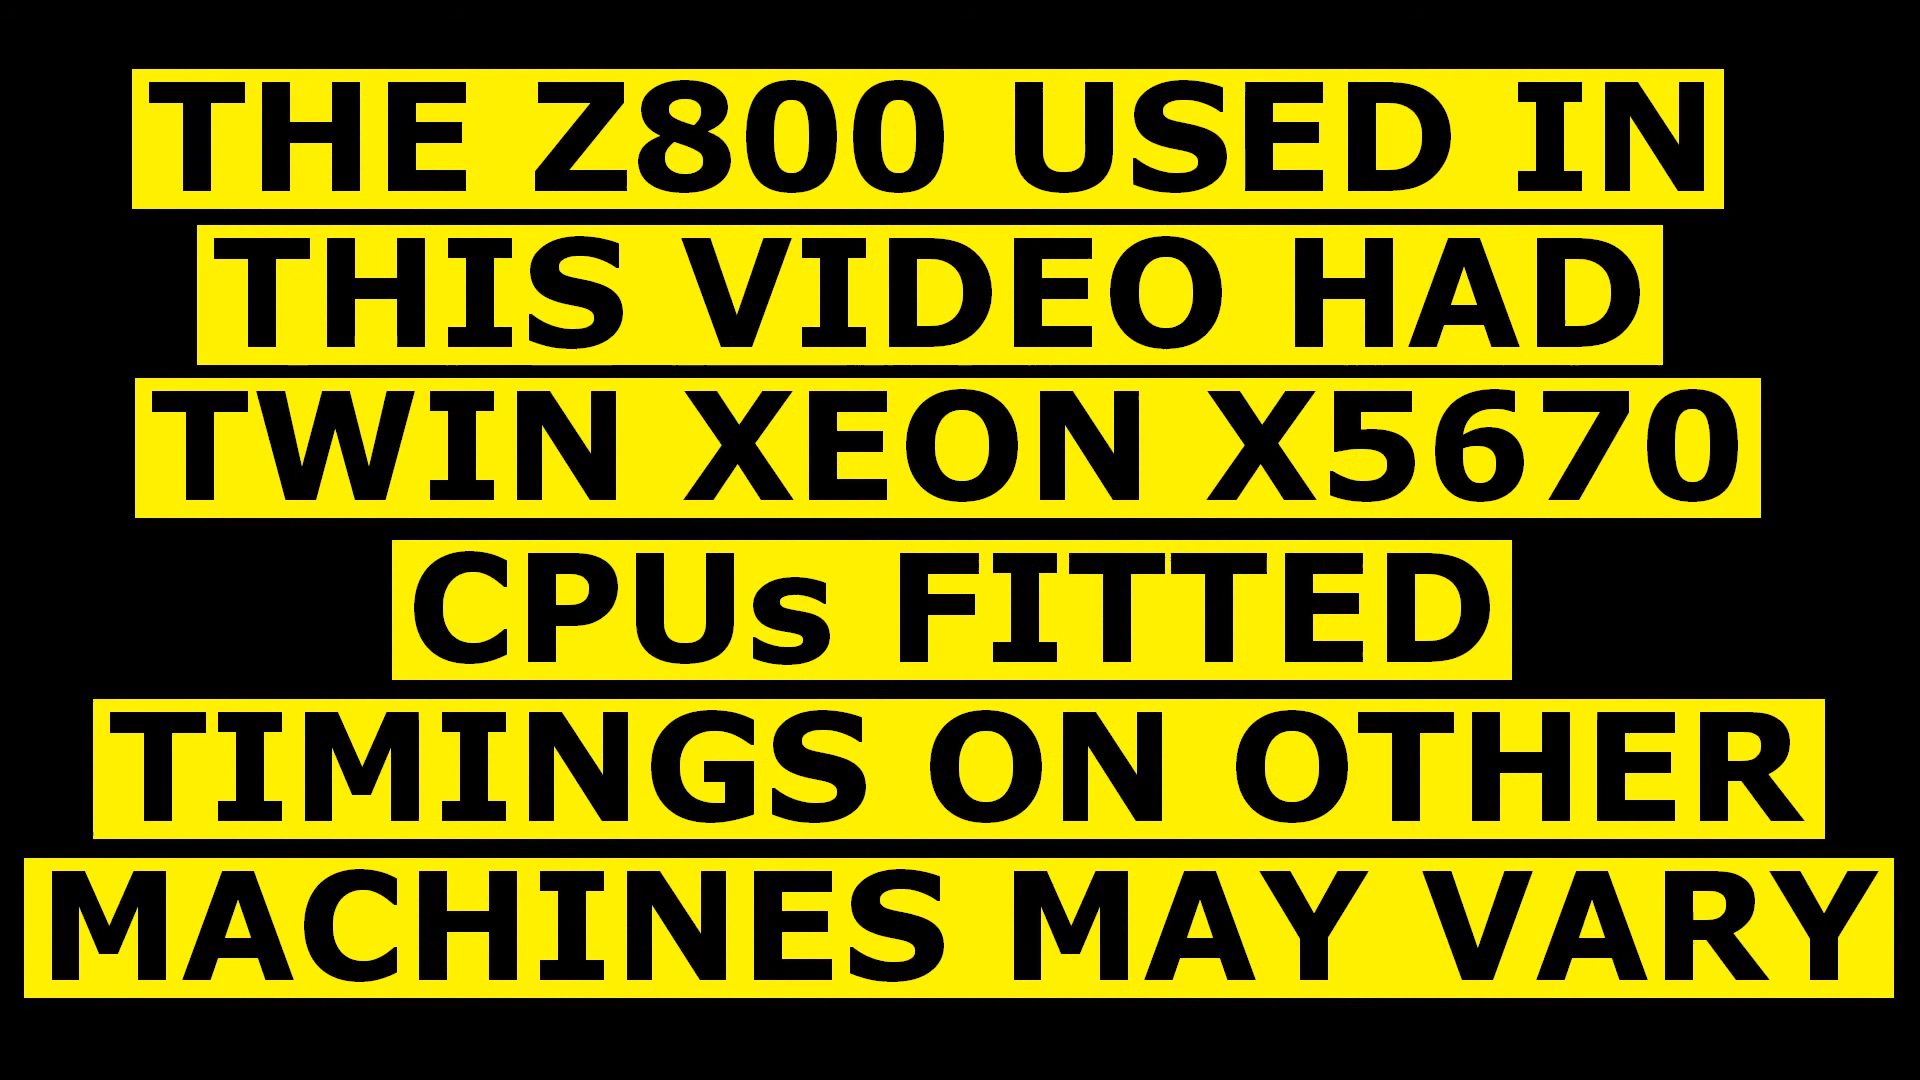 THE Z800 USED IN
THIS VIDEO HAD
TWIN XEON X5670
CPUs FITTED
TIMINGS ON OTHER
MACHINES MAY VARY